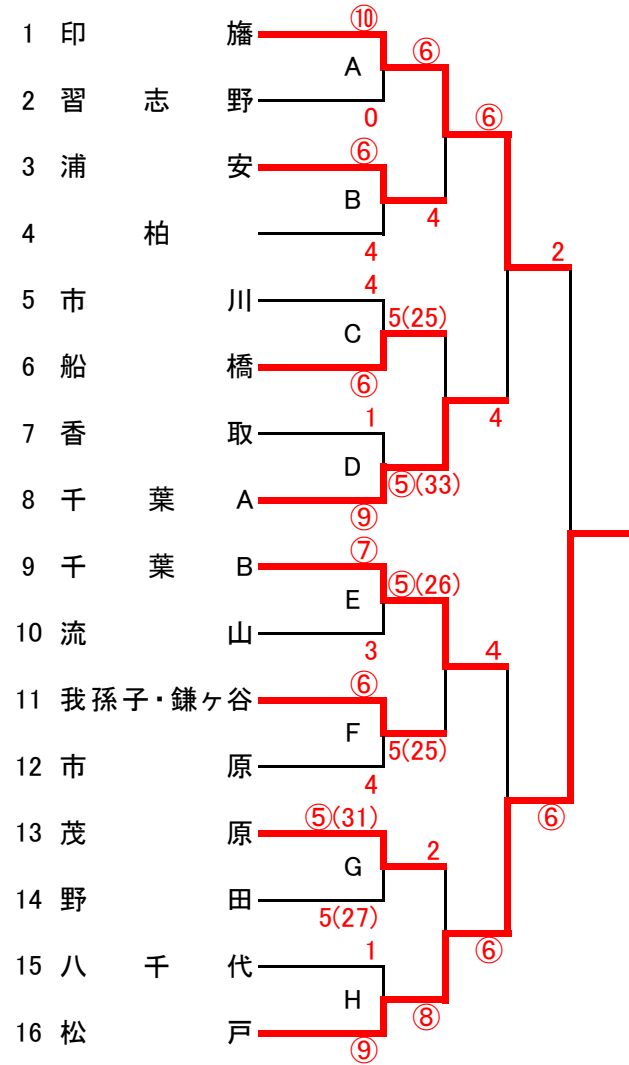 1 印旛 ⑩
A ⑥
2 習志野 0 ⑥
3 浦安 ⑥
B 4
4 柏 4 2
5 市川 4
C 5(25)
6 船橋 ⑥ 4
7 香取 1
D ⑤(33)
8 千葉A ⑨
9 千葉B ⑦
E ⑤(26)
10 流山 3 4
11 我孫子・鎌ヶ谷 ⑥
F 5(25)
12 市原 4 ⑥
13 茂原 ⑤(31)
G 2
14 野田 5(27) ⑥
15 八千代 1
H ⑧
16 松戸 ⑨